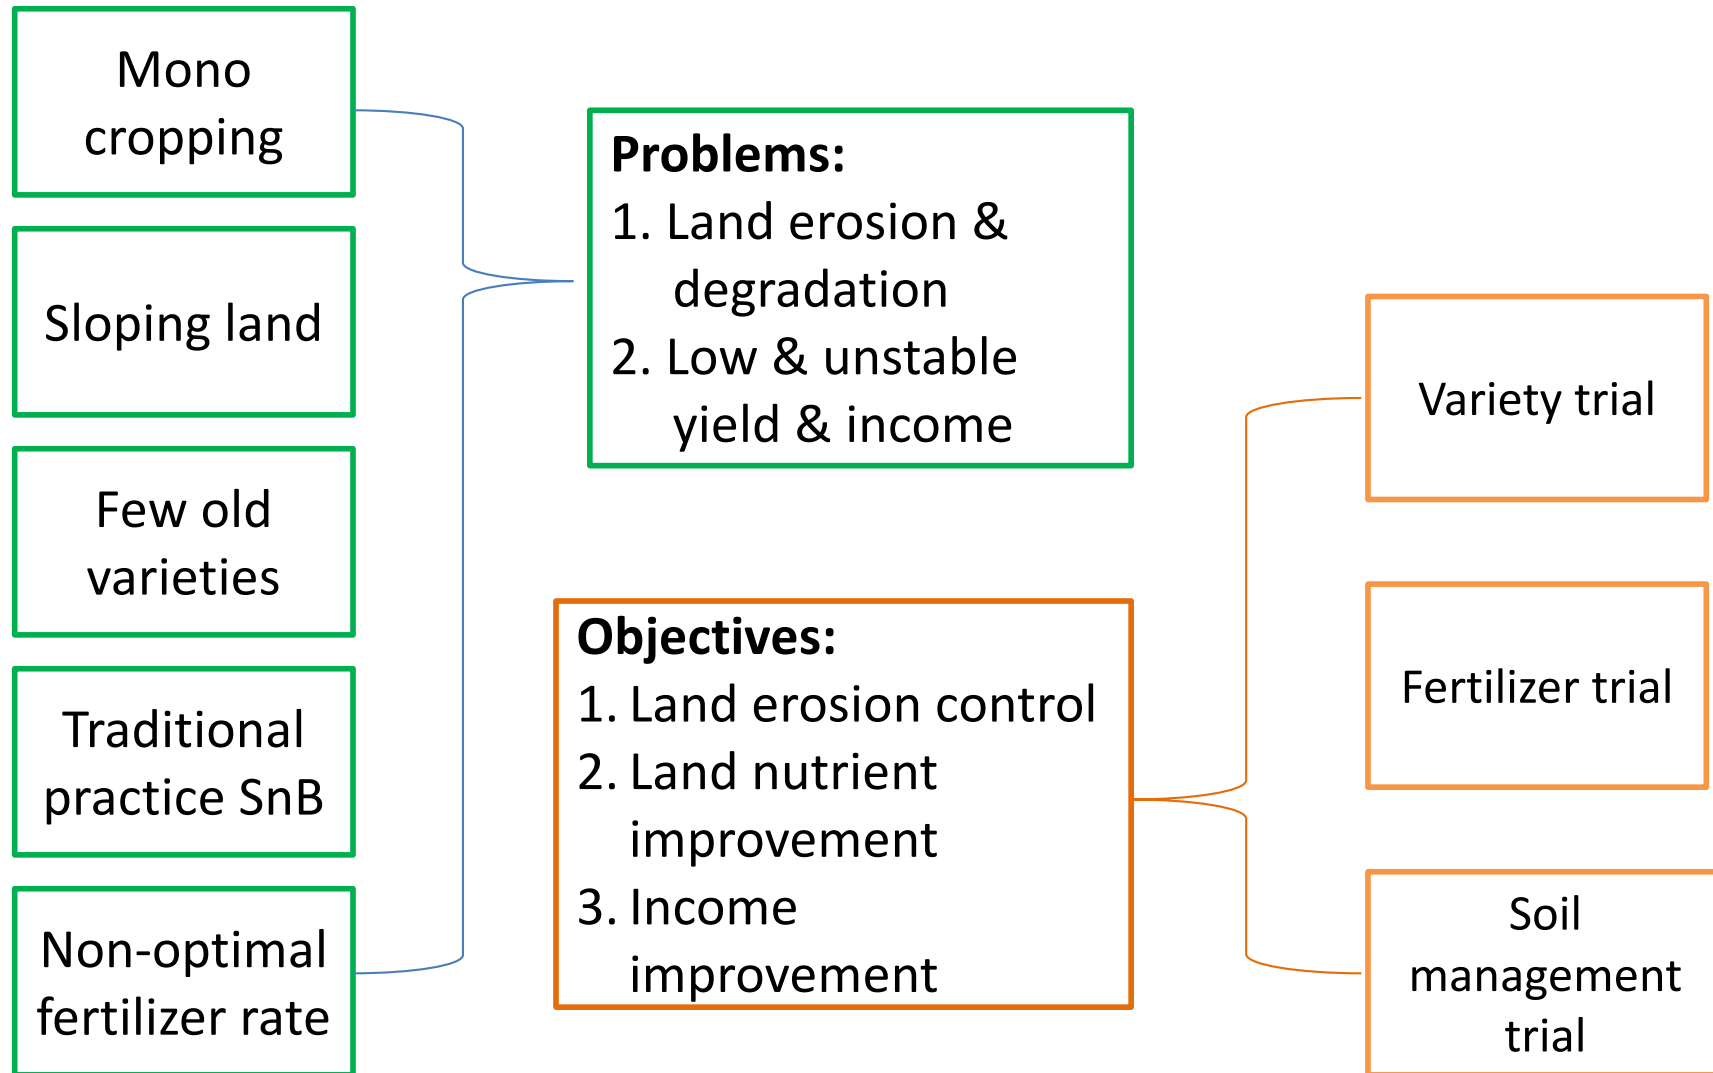 Mono
cropping
Sloping land
Few old
varieties
Traditional
practice SnB
Non-optimal
fertilizer rate
Problems:
1. Land erosion &
degradation
2. Low & unstable
yield & income
Objectives:
1. Land erosion control
2. Land nutrient
improvement
3. Income
improvement
Variety trial
Fertilizer trial
Soil
management
trial